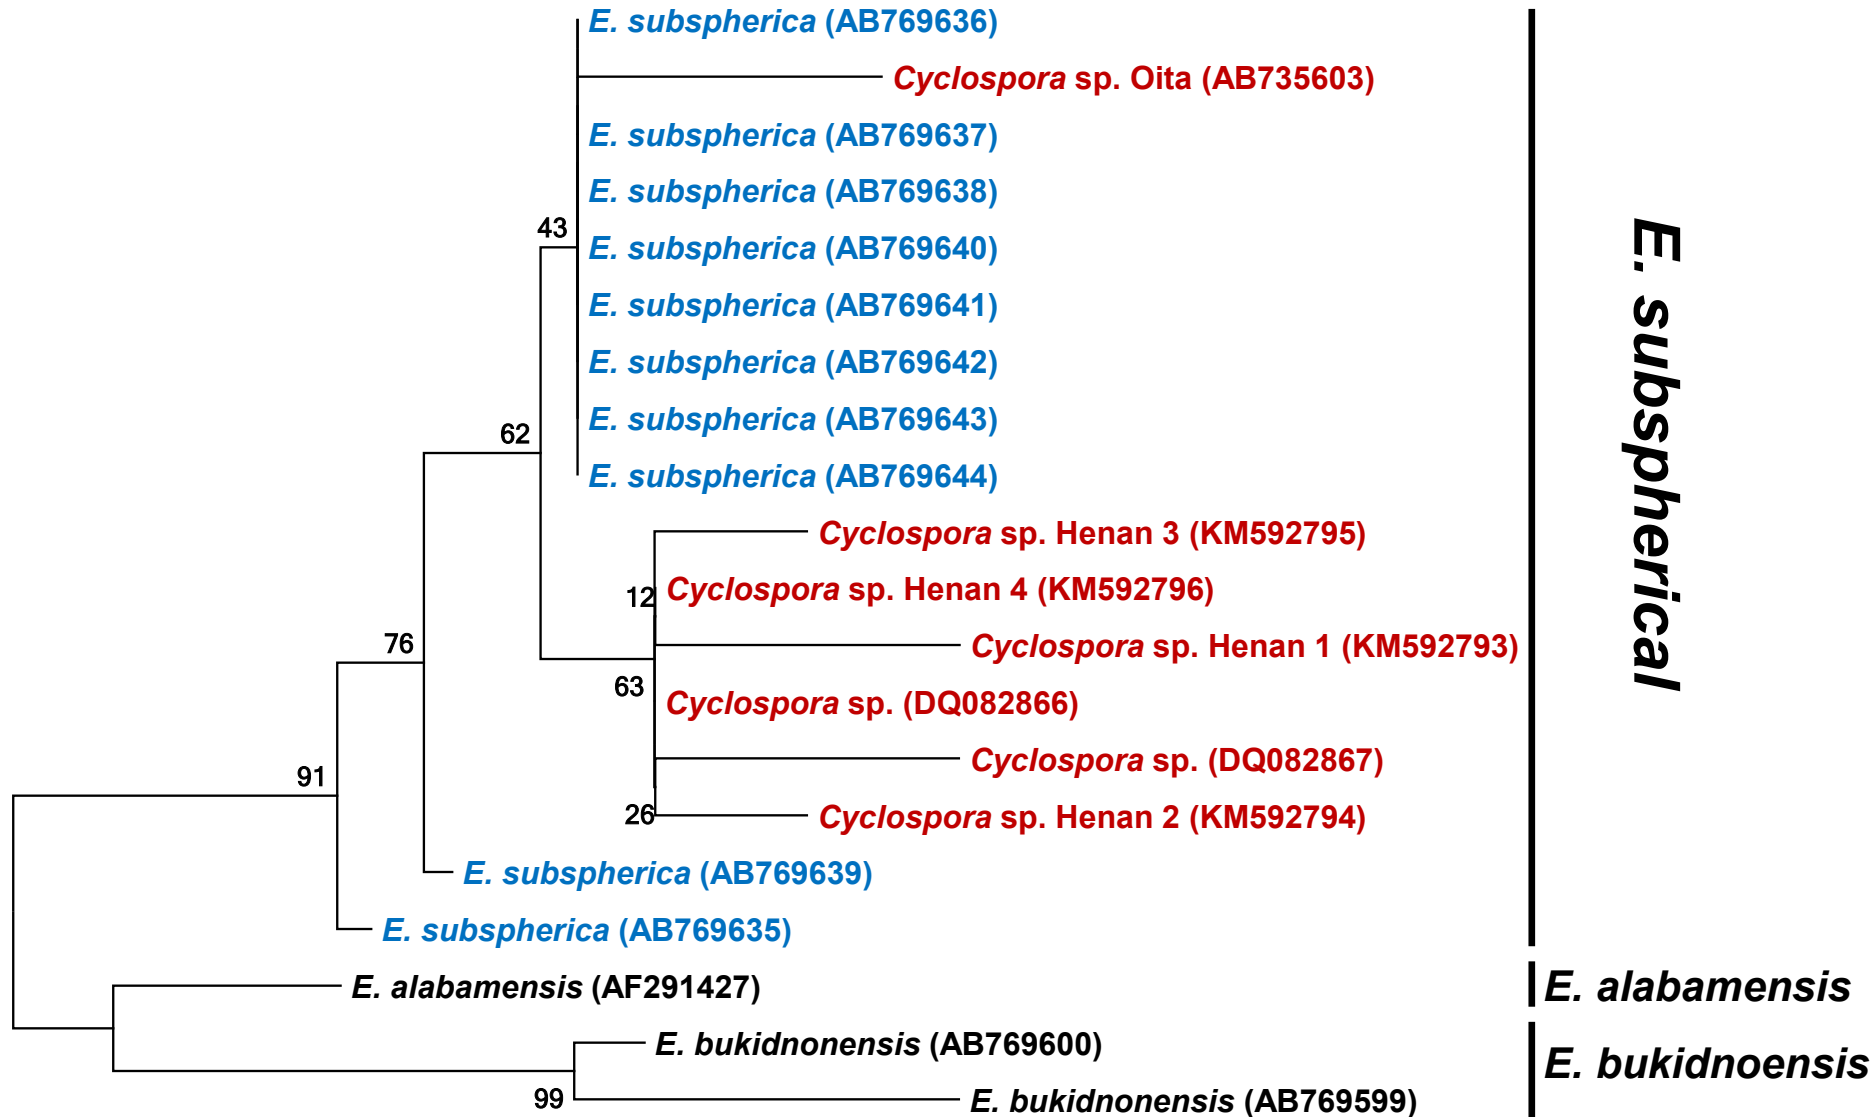 E. subspherica (AB769636)
Cyclospora sp. Oita (AB735603)
E. subspherica (AB769637)
E. subspherica (AB769638)
43
E. subspherica (AB769640)
E. subspherica (AB769641)
E. subspherica (AB769642)
E. subspherica (AB769643)
62
E. subspherica (AB769644)
Cyclospora sp. Henan 3 (KM592795)
12
Cyclospora sp. Henan 4 (KM592796)
76
Cyclospora sp. Henan 1 (KM592793)
63
Cyclospora sp. (DQ082866)
91
Cyclospora sp. (DQ082867)
26
Cyclospora sp. Henan 2 (KM592794)
E. subspherica (AB769639)
E. subspherica (AB769635)
E. alabamensis (AF291427)
E. bukidnonensis (AB769600)
99
E. bukidnonensis (AB769599)
E. subspherical
E. alabamensis
E. bukidnoensis